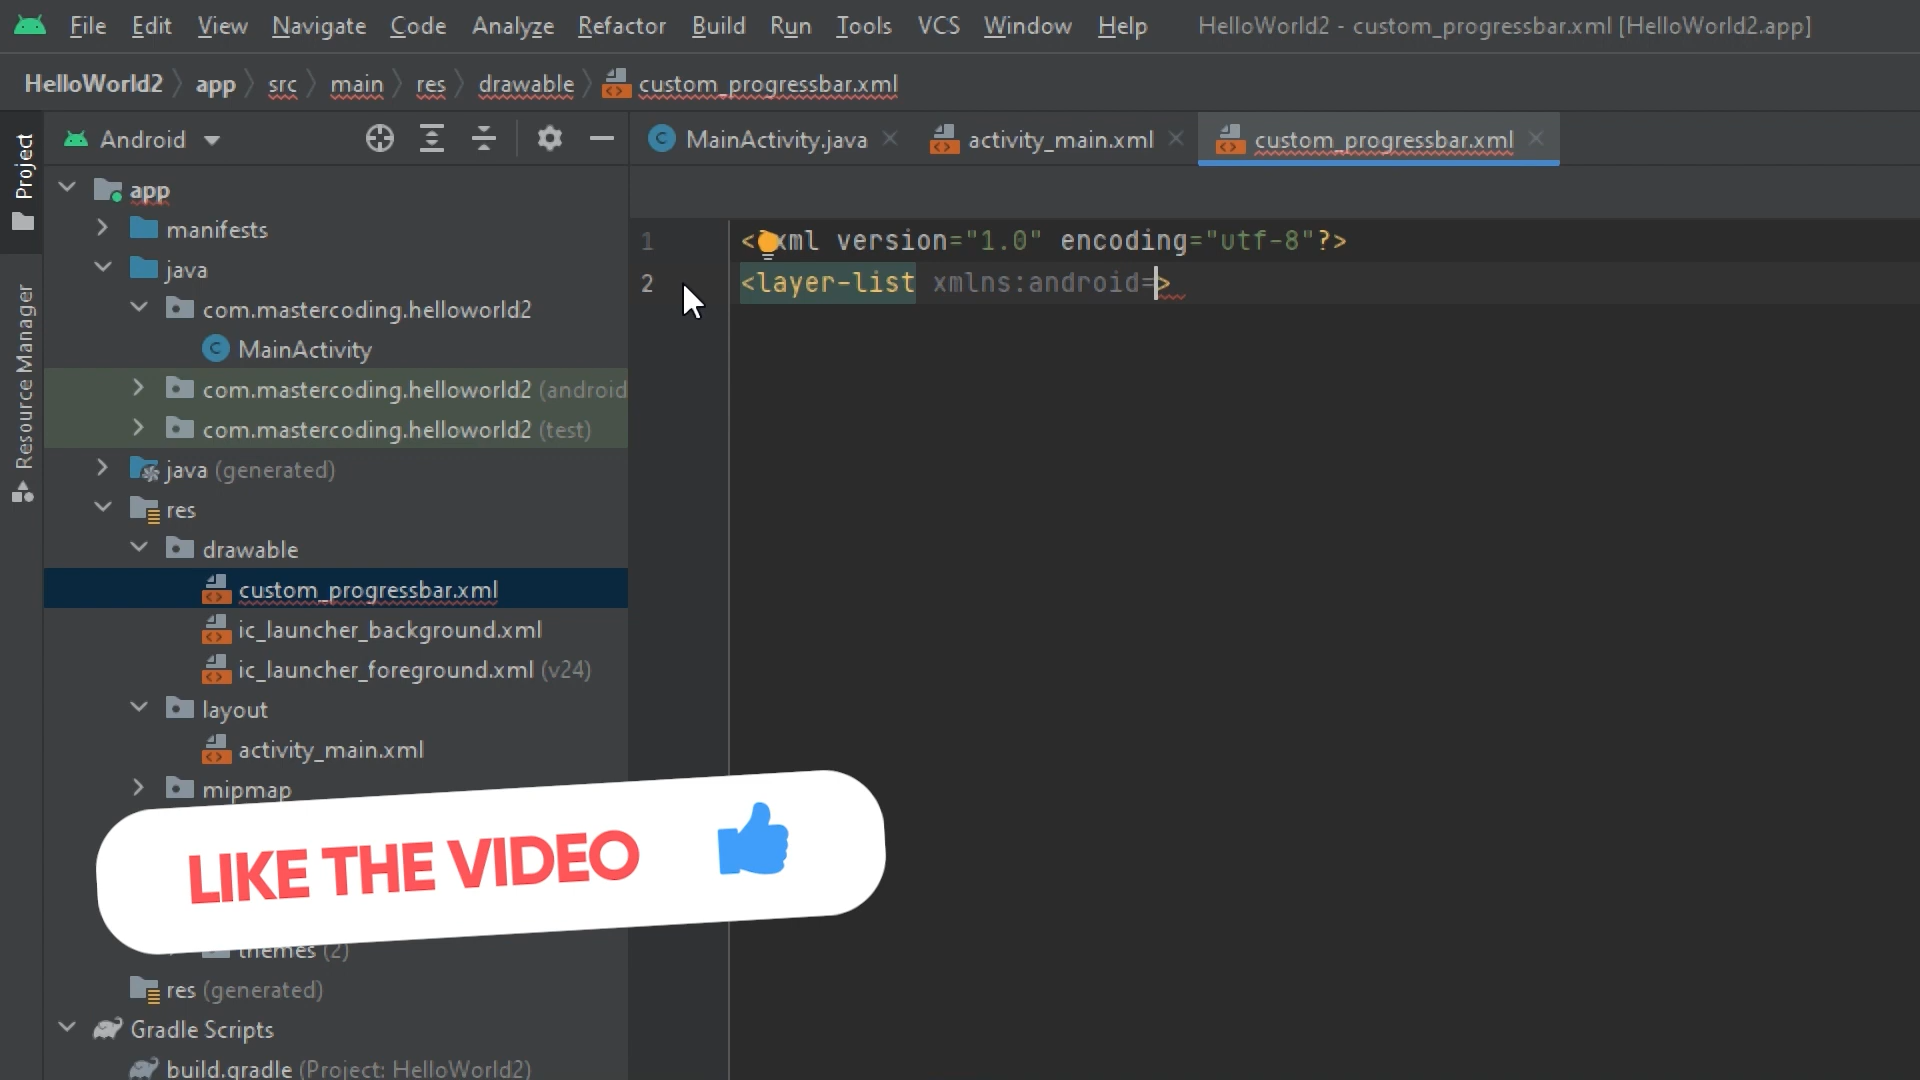 File Edit View Navigate Code Analyze Refactor Build Run Tools VCS Window Help HelloWorld2 - custom_progressbar.xml [HelloWorld2.app]
HelloWorld2 app src main res drawable custom_progressbar.xml
Project
Resource Manager
Android
MainActivity.java activity_main.xml custom_progressbar.xml
app
manifests
java
com.mastercoding.helloworld2
MainActivity
com.mastercoding.helloworld2 (android
com.mastercoding.helloworld2 (test)
java (generated)
res
drawable
custom_progressbar.xml
ic_launcher_background.xml
ic_launcher_foreground.xml (v24)
layout
activity_main.xml
mipmap
themes (2)
res (generated)
Gradle Scripts
build.gradle (Project: HelloWorld2)
1 <?xml version="1.0" encoding="utf-8"?>
2 <layer-list xmlns:android=>
LIKE THE VIDEO